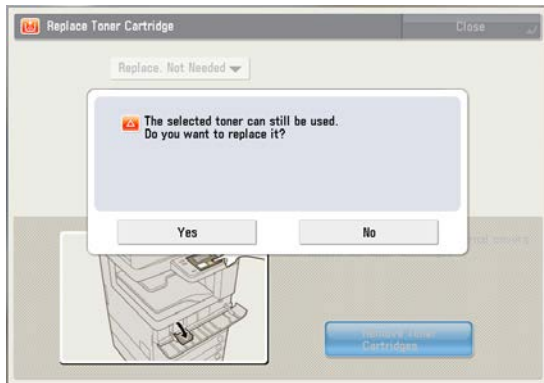 Replace Toner Cartridge
Close
Replace. Not Needed
The selected toner can still be used.
Do you want to replace it?
Yes
No
Remove Toner
Cartridges